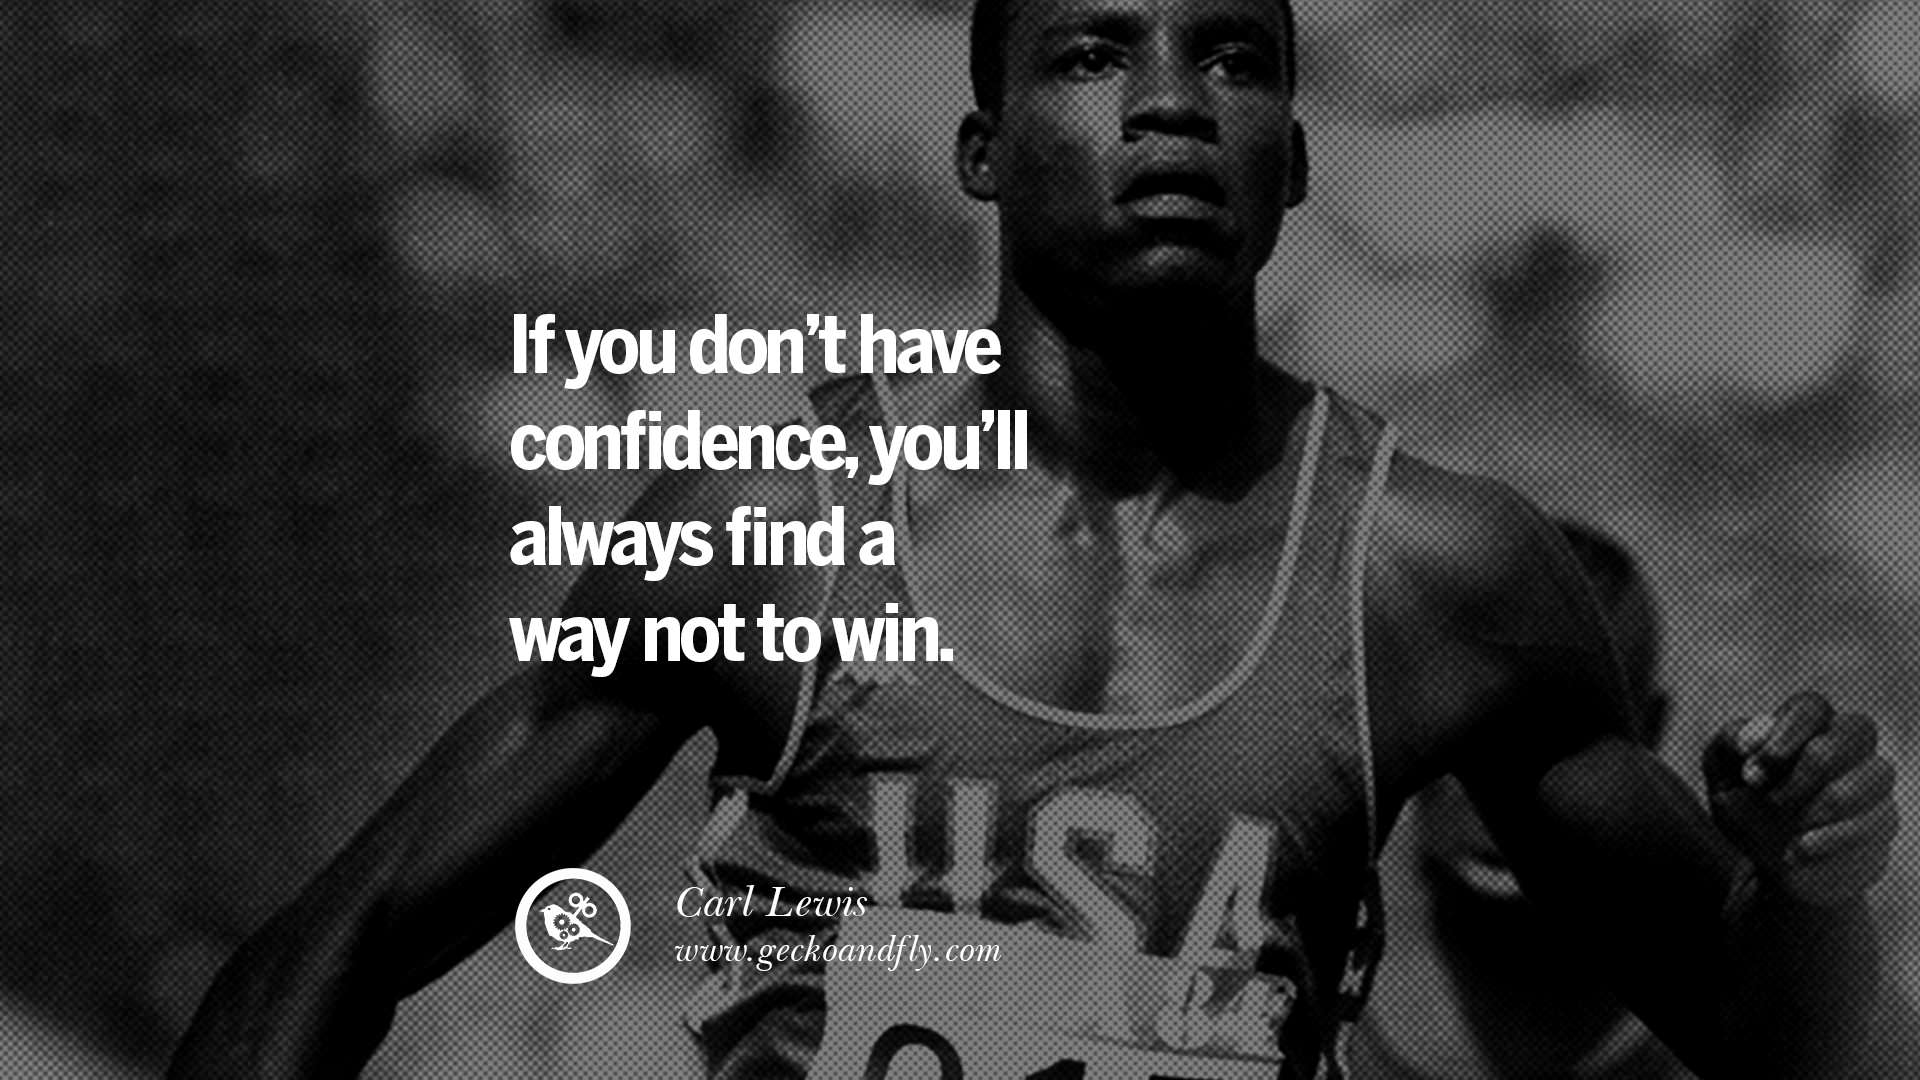 If you don’t have
confidence, you’ll
always find a
way not to win.
USA
Carl Lewis
www.geckoandfly.com